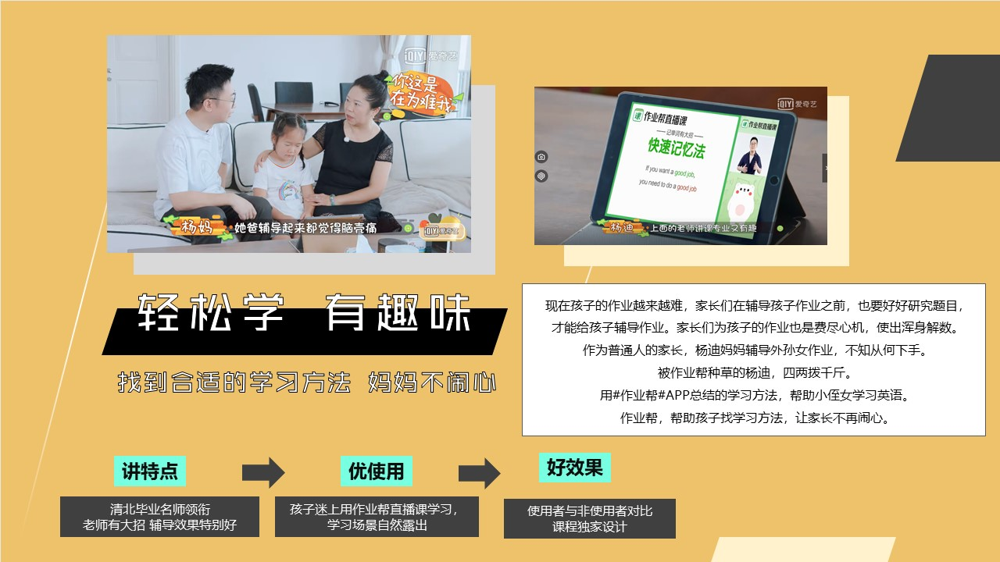 iQIYI 爱奇艺
你这是
在为难我
杨妈 她爸辅导起来都觉得脑壳痛
iQIYI 爱奇艺
iQIYI 爱奇艺
课 作业帮直播课
课 作业帮直播课
记单词有大招
快速记忆法
If you want a good job,
you need to do a good job
杨迪 上面的老师讲课专业又有趣
轻松学 有趣味
找到合适的学习方法 妈妈不闹心
现在孩子的作业越来越难，家长们在辅导孩子作业之前，也要好好研究题目，
才能给孩子辅导作业。家长们为孩子的作业也是费尽心机，使出浑身解数。
作为普通人的家长，杨迪妈妈辅导外孙女作业，不知从何下手。
被作业帮种草的杨迪，四两拨千斤。
用#作业帮#APP总结的学习方法，帮助小侄女学习英语。
作业帮，帮助孩子找学习方法，让家长不再闹心。
讲特点
优使用
好效果
清北毕业名师领衔
老师有大招 辅导效果特别好
孩子迷上用作业帮直播课学习，
学习场景自然露出
使用者与非使用者对比
课程独家设计